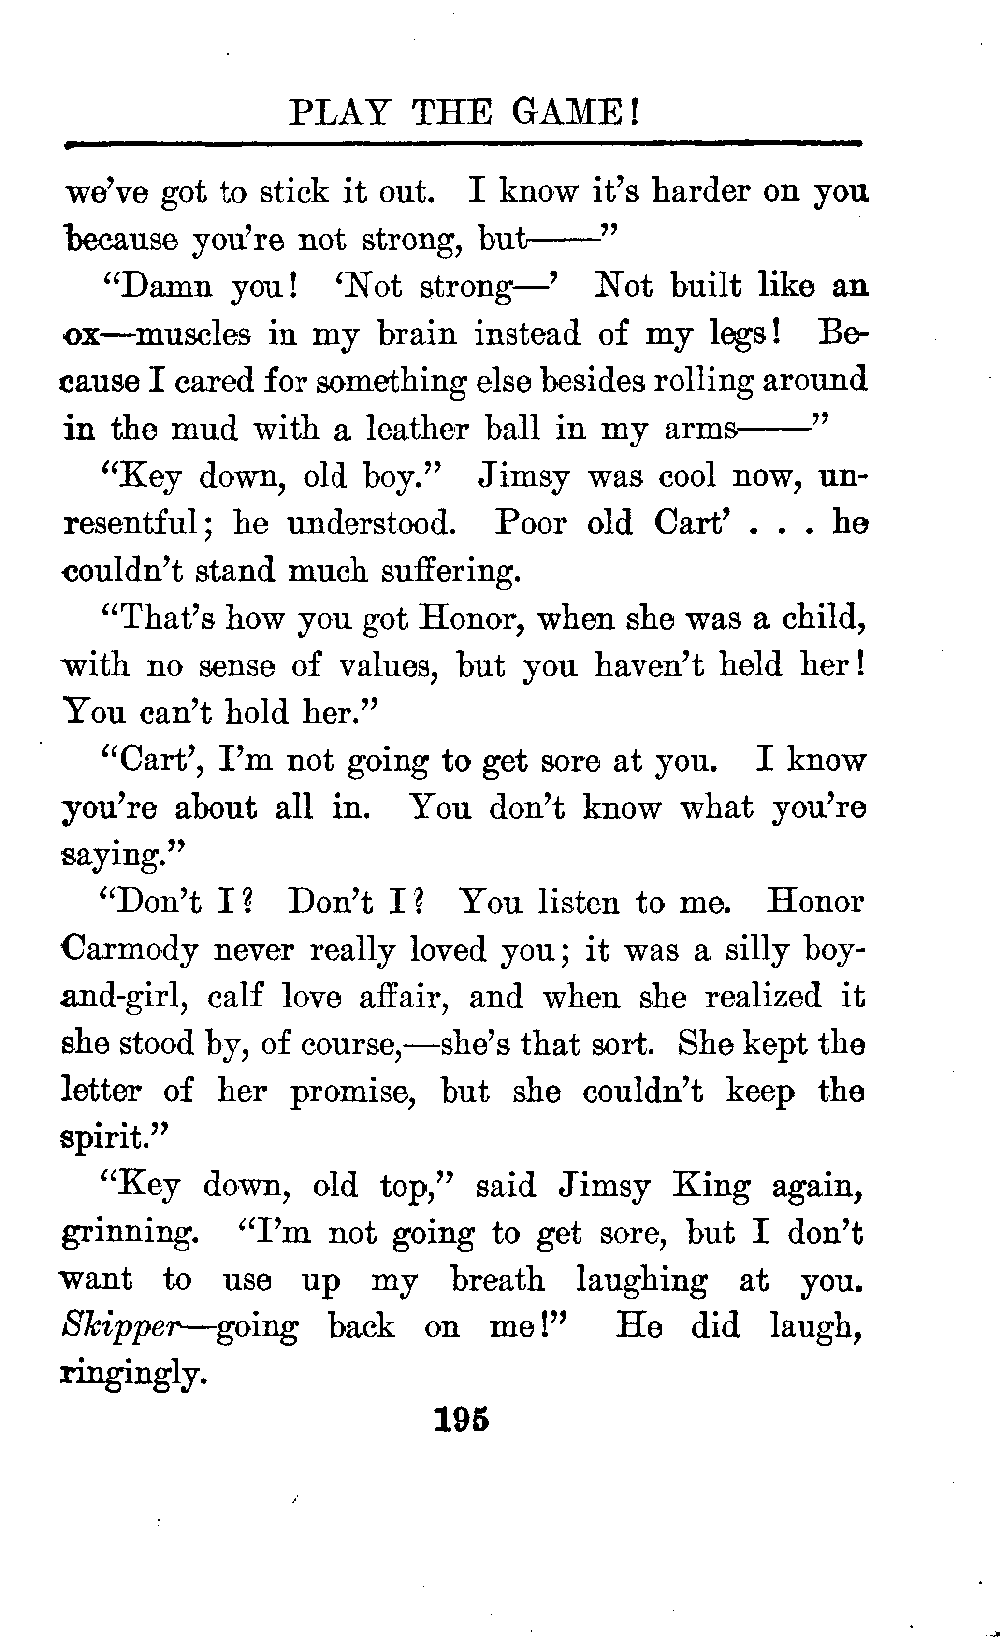 PLAY THE GAME!
we've got to stick it out. I know it's harder on you
because you're not strong, but——"
"Damn you! 'Not strong—' Not built like an
ox—muscles in my brain instead of my legs! Be-
cause I cared for something else besides rolling around
in the mud with a leather ball in my arms——"
"Key down, old boy." Jimsy was cool now, un-
resentful; he understood. Poor old Cart' . . . he
couldn't stand much suffering.
"That's how you got Honor, when she was a child,
with no sense of values, but you haven't held her!
You can't hold her."
"Cart', I'm not going to get sore at you. I know
you're about all in. You don't know what you're
saying."
"Don't I? Don't I? You listen to me. Honor
Carmody never really loved you; it was a silly boy-
and-girl, calf love affair, and when she realized it
she stood by, of course,—she's that sort. She kept the
letter of her promise, but she couldn't keep the
spirit."
"Key down, old top," said Jimsy King again,
grinning. "I'm not going to get sore, but I don't
want to use up my breath laughing at you.
Skipper—going back on me!" He did laugh,
ringingly.
195